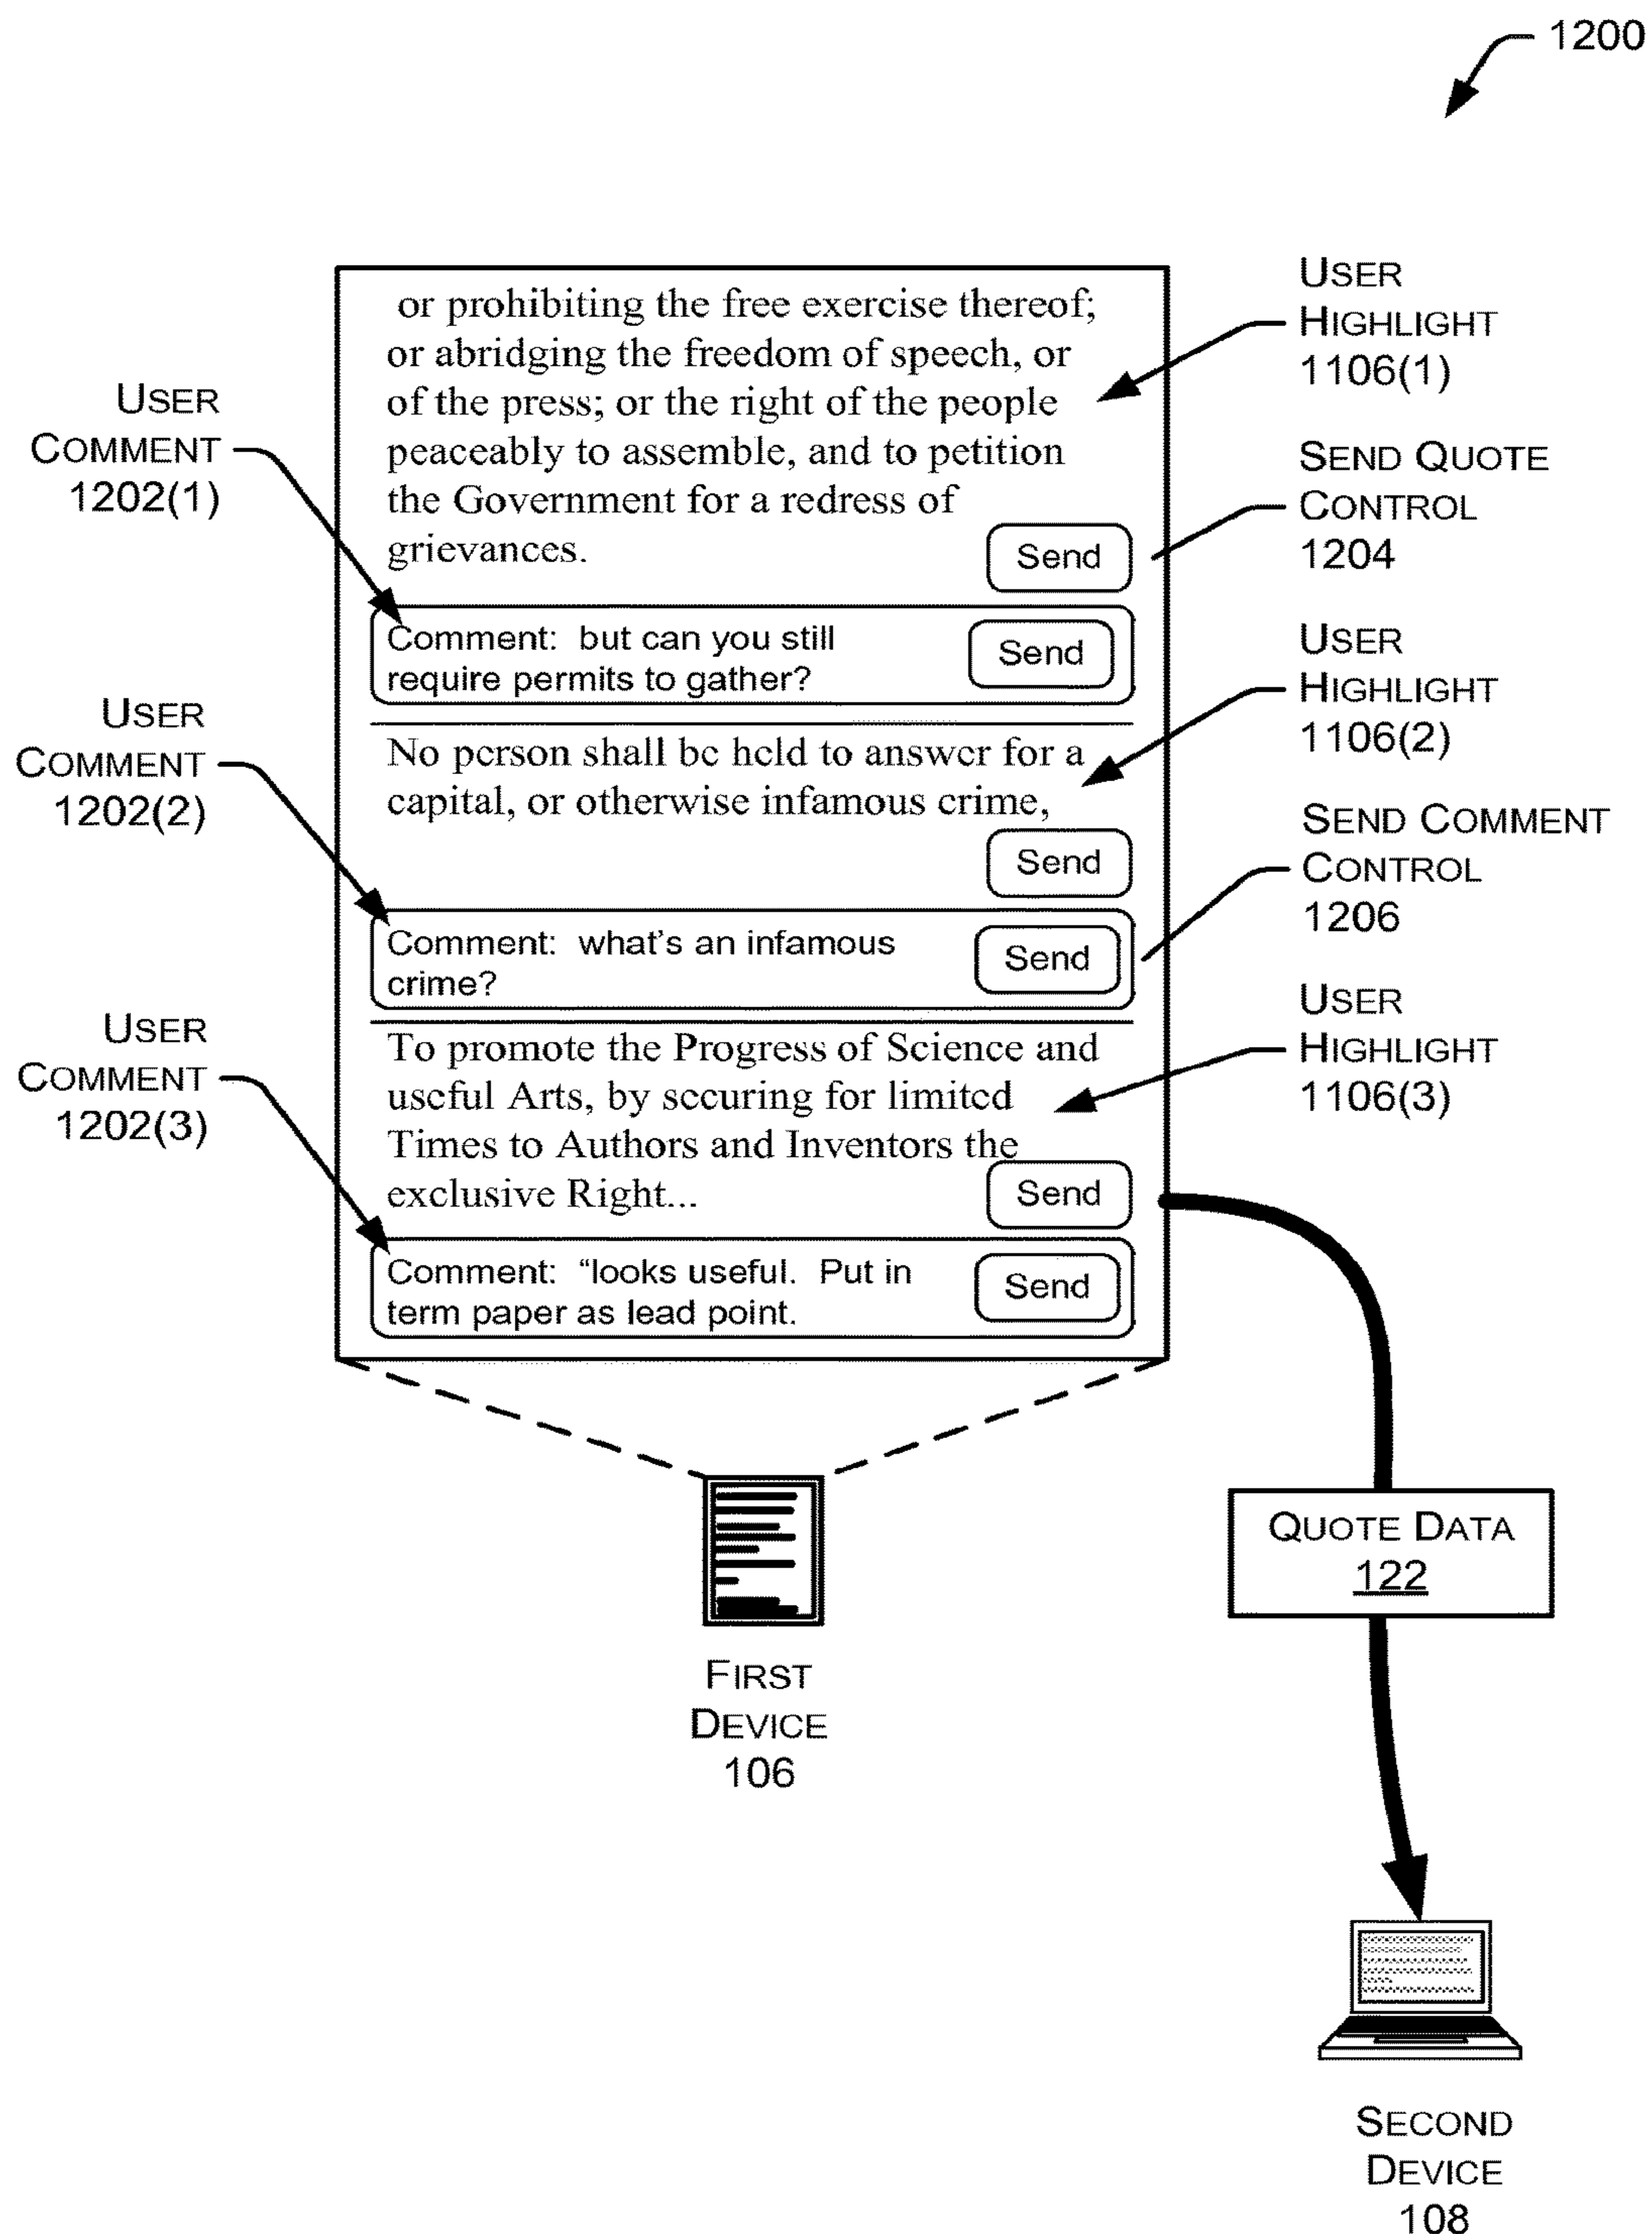 1200
or prohibiting the free exercise thereof;
or abridging the freedom of speech, or
of the press; or the right of the people
peaceably to assemble, and to petition
the Government for a redress of
grievances.
Send
Comment:  but can you still
require permits to gather?
Send
No person shall be held to answer for a
capital, or otherwise infamous crime,
Send
Comment:  what's an infamous
crime?
Send
To promote the Progress of Science and
useful Arts, by securing for limited
Times to Authors and Inventors the
exclusive Right...
Send
Comment:  “looks useful.  Put in
term paper as lead point.
Send
USER
COMMENT
1202(1)
USER
COMMENT
1202(2)
USER
COMMENT
1202(3)
USER
HIGHLIGHT
1106(1)
SEND QUOTE
CONTROL
1204
USER
HIGHLIGHT
1106(2)
SEND COMMENT
CONTROL
1206
USER
HIGHLIGHT
1106(3)
QUOTE DATA
122
FIRST
DEVICE
106
SECOND
DEVICE
108